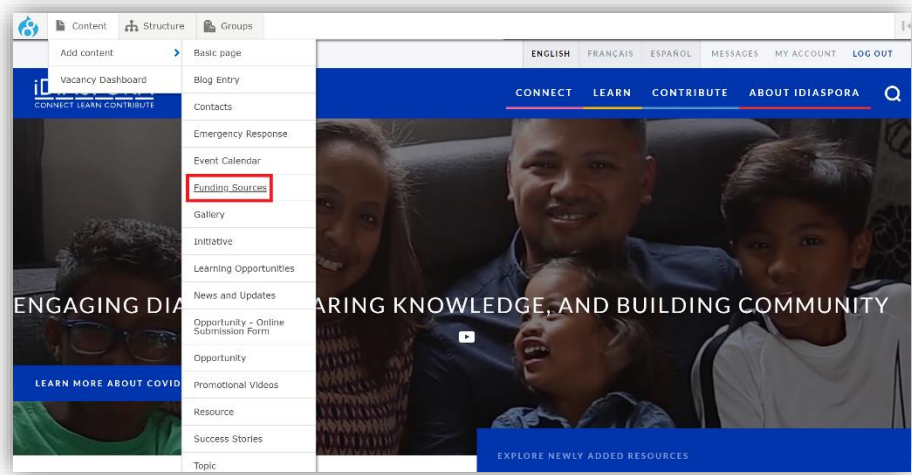 Content Structure Groups
Add content
Vacancy Dashboard
Basic page
Blog Entry
Contacts
Emergency Response
Event Calendar
Funding Sources
Gallery
Initiative
Learning Opportunities
News and Updates
Opportunity - Online
Submission Form
Opportunity
Promotional Videos
Resource
Success Stories
Topic
ENGLISH FRANÇAIS ESPAÑOL MESSAGES MY ACCOUNT LOG OUT
CONNECT LEARN CONTRIBUTE
CONNECT LEARN CONTRIBUTE ABOUT IDIASPORA
ENGAGING DIA ARING KNOWLEDGE, AND BUILDING COMMUNITY
LEARN MORE ABOUT COVID
EXPLORE NEWLY ADDED RESOURCES